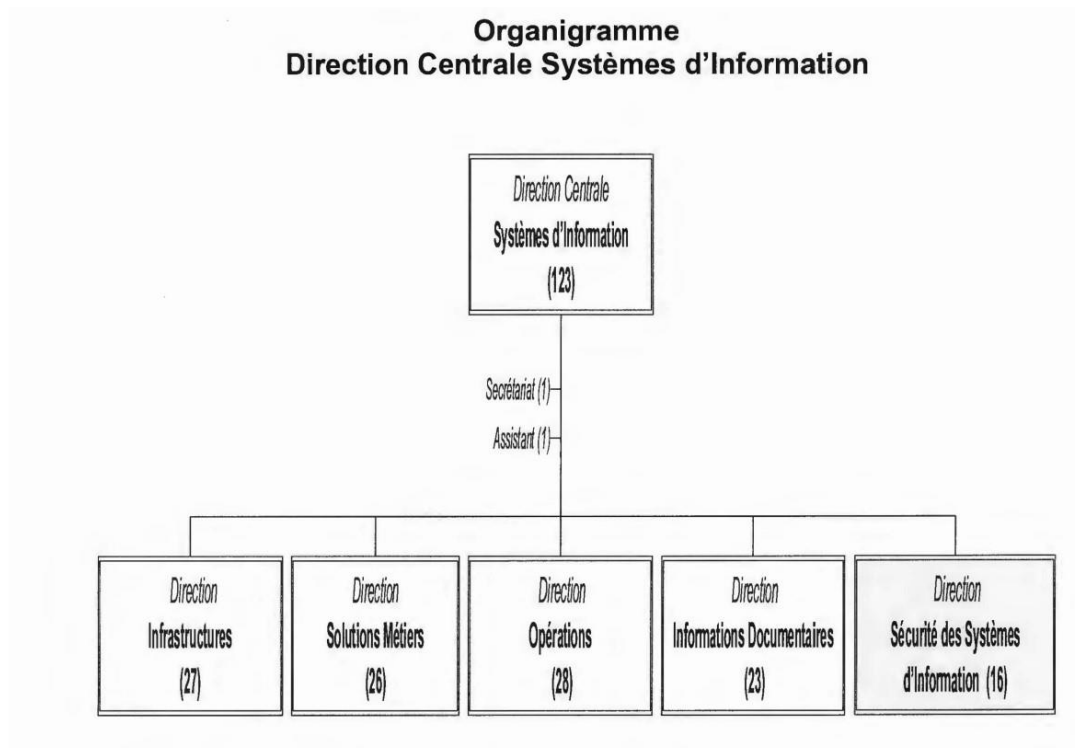 Organigramme
Direction Centrale Systèmes d'Information
Direction Centrale
Systèmes d'Information
(123)
Secrétariat (1)
Assistant (1)
Direction
Infrastructures
(27)
Direction
Solutions Métiers
(26)
Direction
Opérations
(28)
Direction
Informations Documentaires
(23)
Direction
Sécurité des Systèmes
d'Information (16)